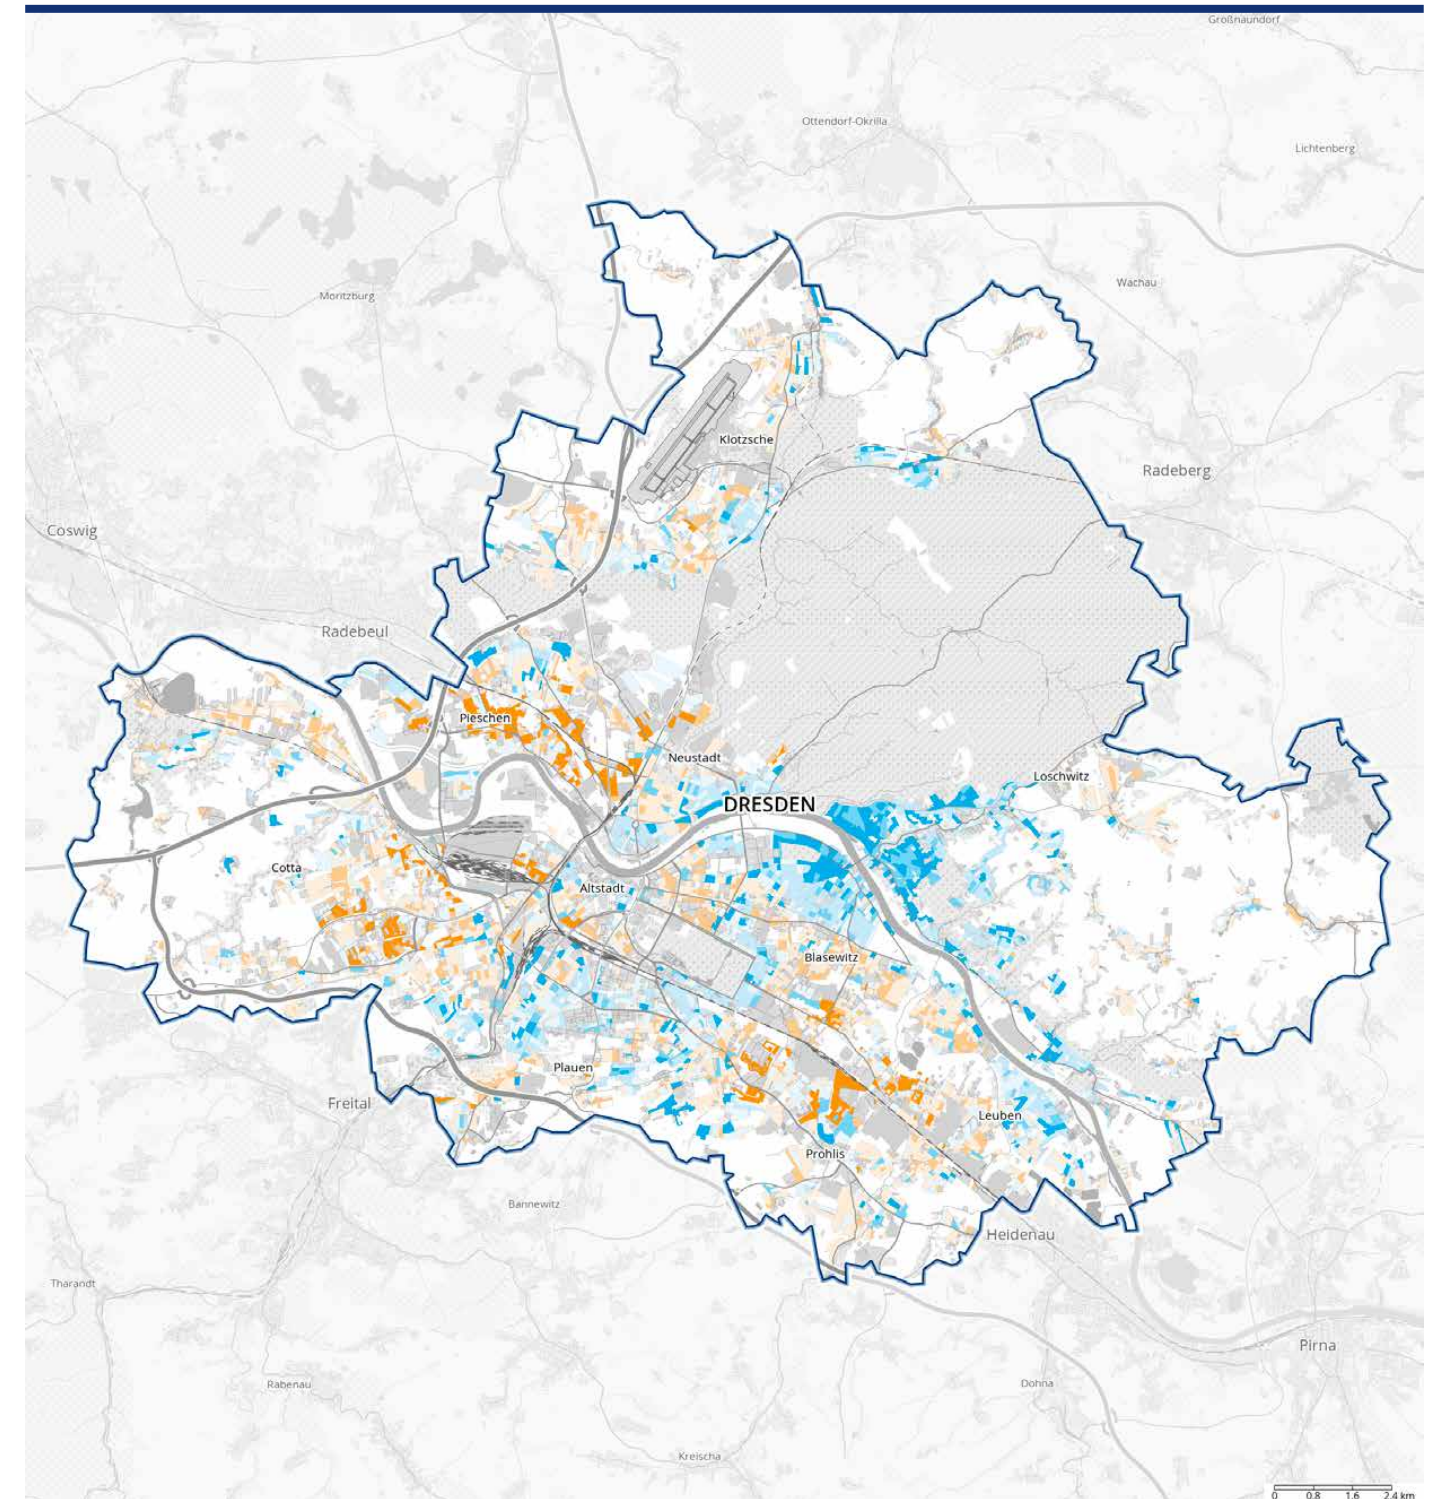 Großnaundorf
Ottendorf-Okrilla
Lichtenberg
Wachau
Moritzburg
Klotzsche
Radeberg
Coswig
Radebeul
Pieschen
Neustadt
Loschwitz
DRESDEN
Cotta
Altstadt
Blasewitz
Plauen
Freital
Leuben
Prohlis
Bannewitz
Heidenau
Tharandt
Pirna
Rabenau
Dohna
Kreischa
0 0.8 1.6 2.4 km